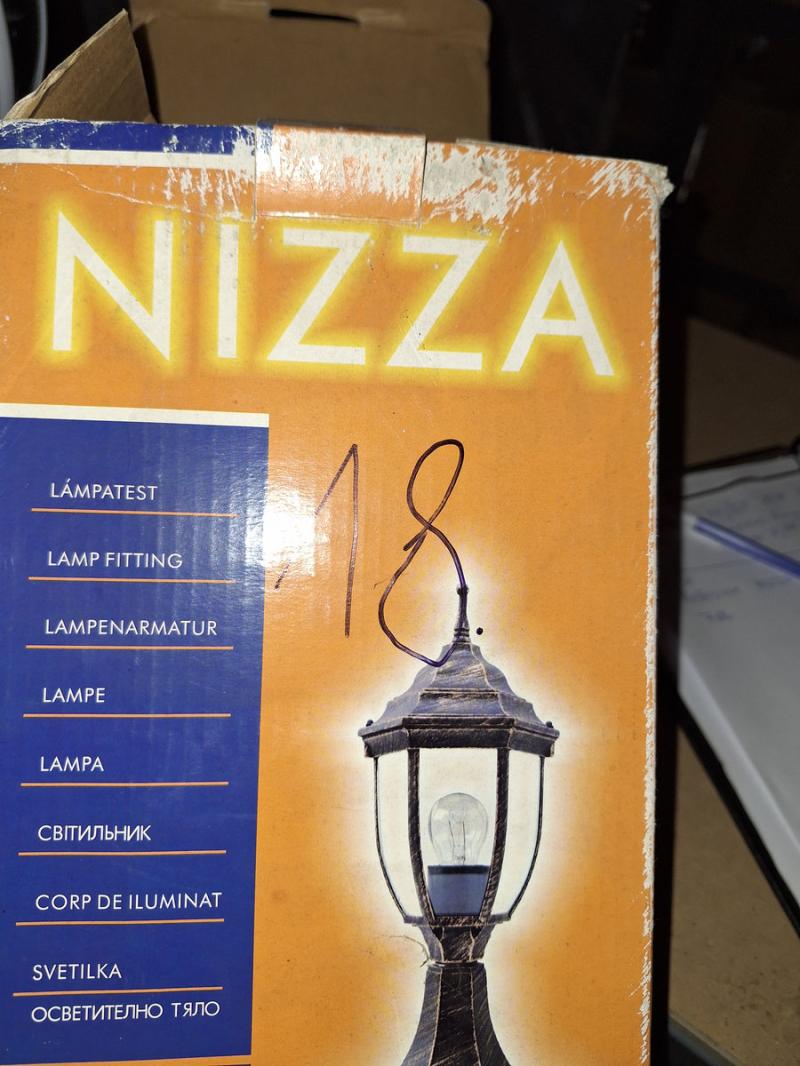 NIZZA
18
LÁMPATEST
LAMP FITTING
LAMPENARMATUR
LAMPE
LAMPA
СВІТИЛЬНИК
CORP DE ILUMINAT
SVETILKA
ОСВЕТИТЕЛНО ТЯЛО